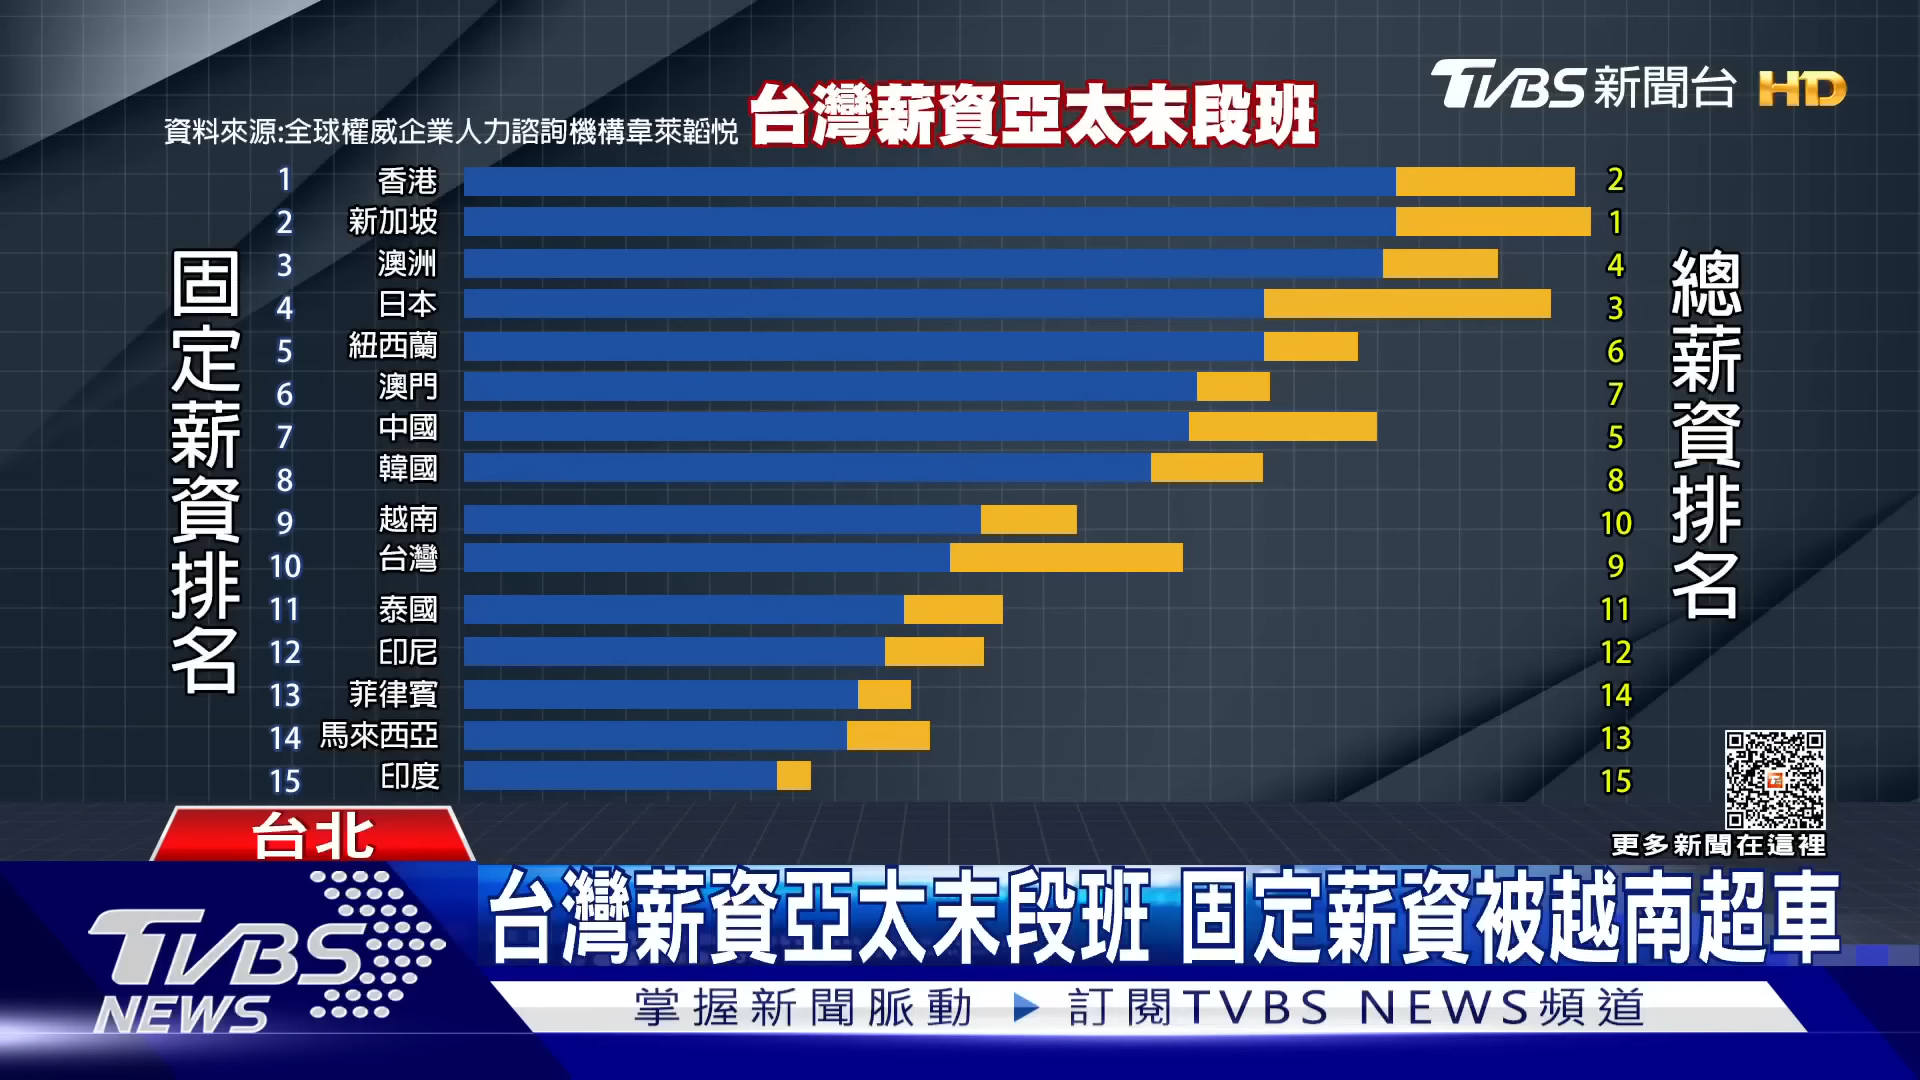 TVBS新聞台 HD
資料來源:全球權威企業人力諮詢機構韋萊韜悅
台灣薪資亞太末段班
固定薪資排名
總薪資排名
1 香港 2
2 新加坡 1
3 澳洲 4
4 日本 3
5 紐西蘭 6
6 澳門 7
7 中國 5
8 韓國 8
9 越南 10
10 台灣 9
11 泰國 11
12 印尼 12
13 菲律賓 14
14 馬來西亞 13
15 印度 15
更多新聞在這裡
台北
台灣薪資亞太末段班 固定薪資被越南超車
TVBS
NEWS
掌握新聞脈動 ▶ 訂閱TVBS NEWS頻道